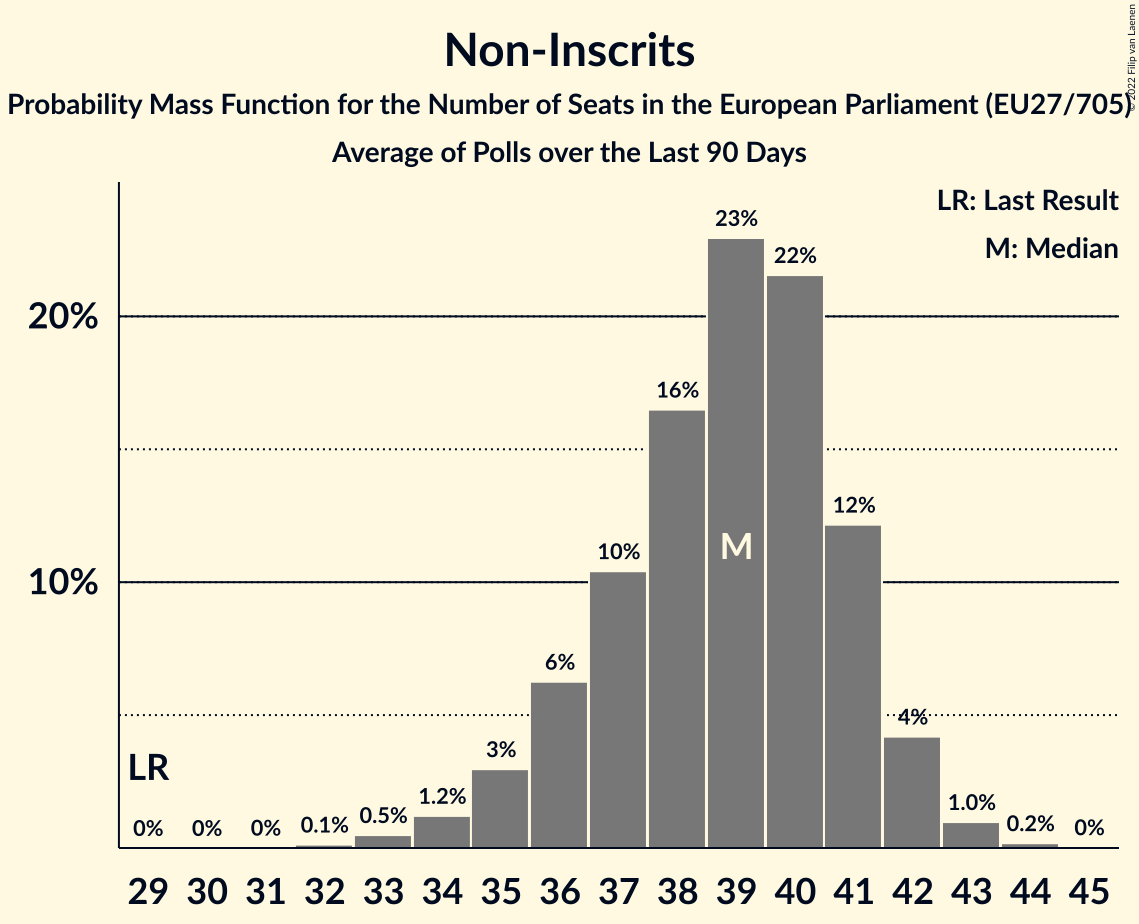 Non-Inscrits
Probability Mass Function for the Number of Seats in the European Parliament (EU27/705)
Average of Polls over the Last 90 Days
© 2022 Filip van Laenen
LR: Last Result
M: Median
23%
22%
20%
16%
12%
M
10%
10%
6%
4%
3%
LR
1.2%
1.0%
0.5%
0.1%
0.2%
0%
0%
0%
0%
29 30 31 32 33 34 35 36 37 38 39 40 41 42 43 44 45